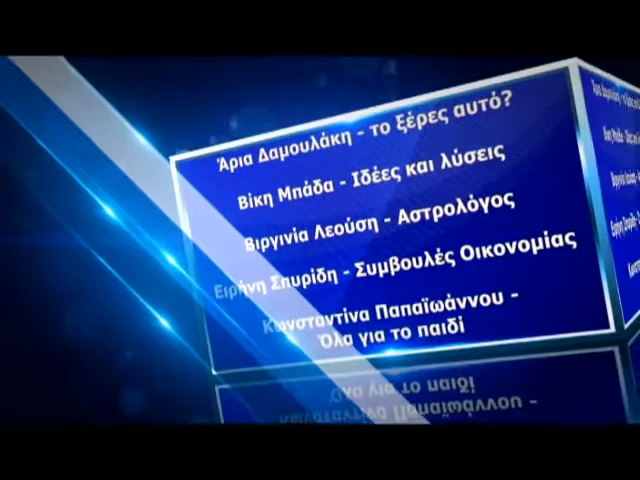 Άρια Δαμουλάκη - το ξέρες αυτό?
Βίκη Μπάδα - Ιδέες και λύσεις
Βιργινία Λεούση - Αστρολόγος
Ειρήνη Σπυρίδη - Συμβουλές Οικονομίας
Κωνσταντίνα Παπαϊωάννου -
Όλα για το παιδί